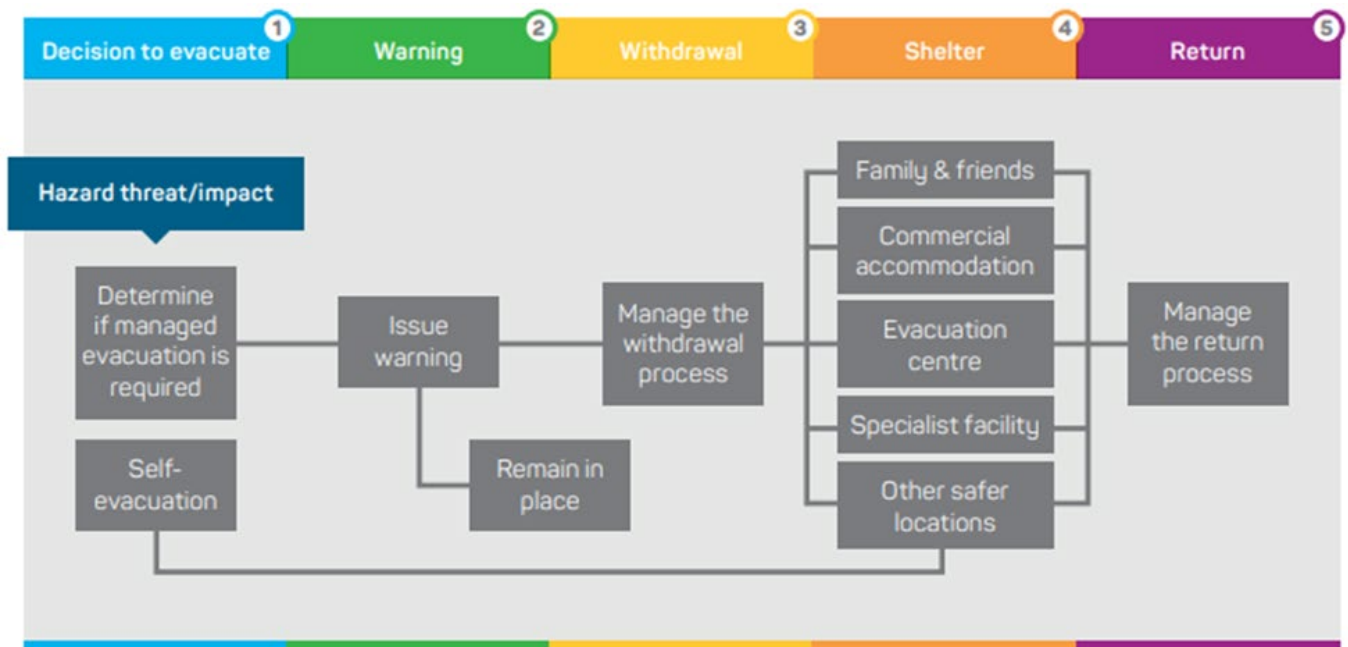 1
2
3
4
5
Decision to evacuate
Warning
Withdrawal
Shelter
Return
Hazard threat/impact
Determine
if managed
evacuation is
required
Self-
evacuation
Issue
warning
Remain in
place
Manage the
withdrawal
process
Family & friends
Commercial
accommodation
Evacuation
centre
Specialist facility
Other safer
locations
Manage
the return
process